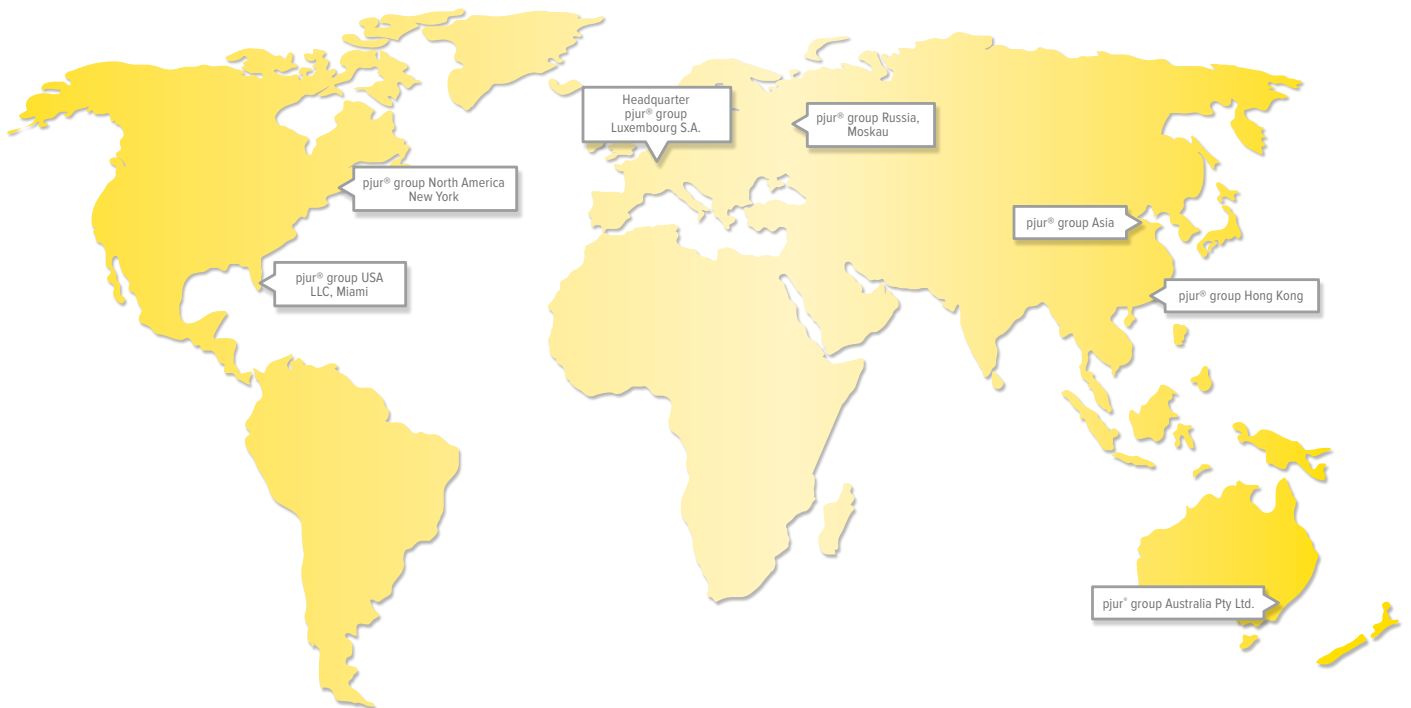 Headquarter
pjur® group
Luxembourg S.A.
pjur® group Russia,
Moskau
pjur® group North America
New York
pjur® group Asia
pjur® group USA
LLC, Miami
pjur® group Hong Kong
pjur® group Australia Pty Ltd.